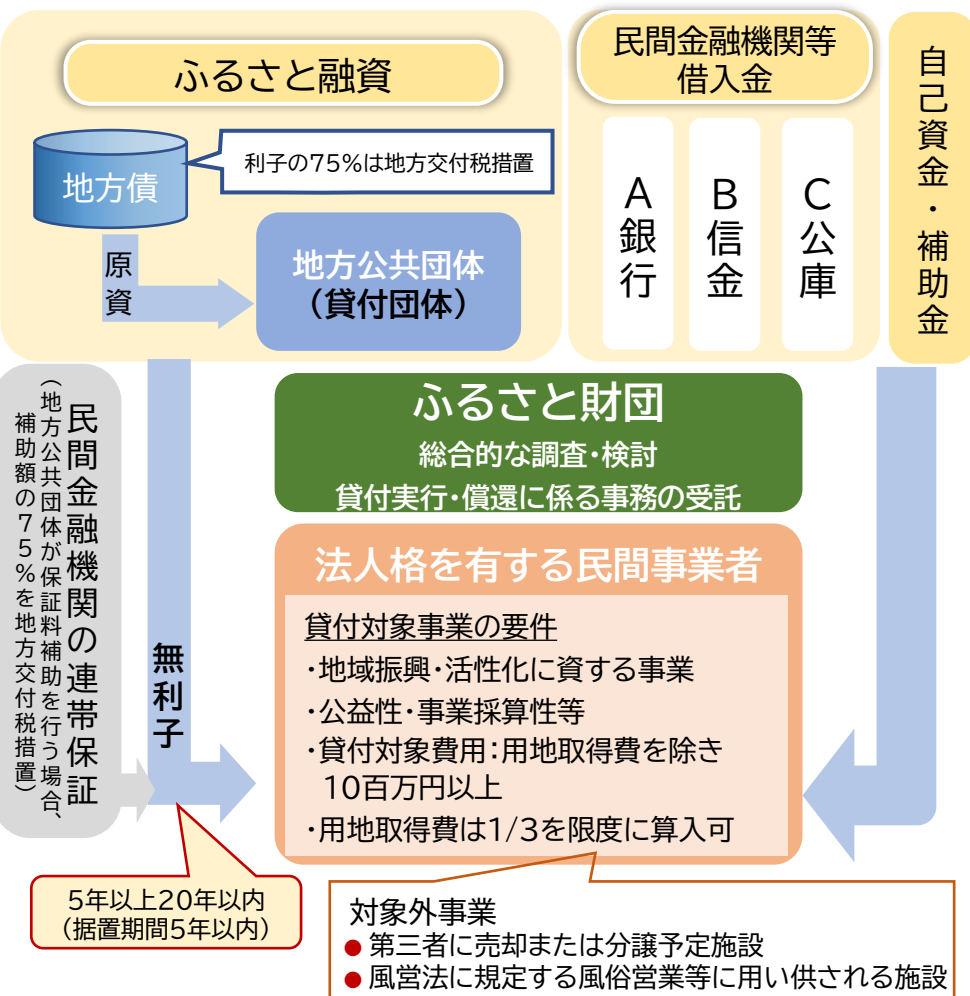 ふるさと融資
民間金融機関等
借入金
自己資金・補助金
地方債
利子の75%は地方交付税措置
A銀行
B信金
C公庫
原資
地方公共団体
(貸付団体)
民間金融機関の連帯保証
(地方公共団体が保証料補助を行う場合、
補助額の75%を地方交付税措置)
無利子
ふるさと財団
総合的な調査・検討
貸付実行・償還に係る事務の受託
法人格を有する民間事業者
貸付対象事業の要件
・地域振興・活性化に資する事業
・公益性・事業採算性等
・貸付対象費用:用地取得費を除き
10百万円以上
・用地取得費は1/3を限度に算入可
5年以上20年以内
(据置期間5年以内)
対象外事業
● 第三者に売却または分譲予定施設
● 風営法に規定する風俗営業等に用い供される施設